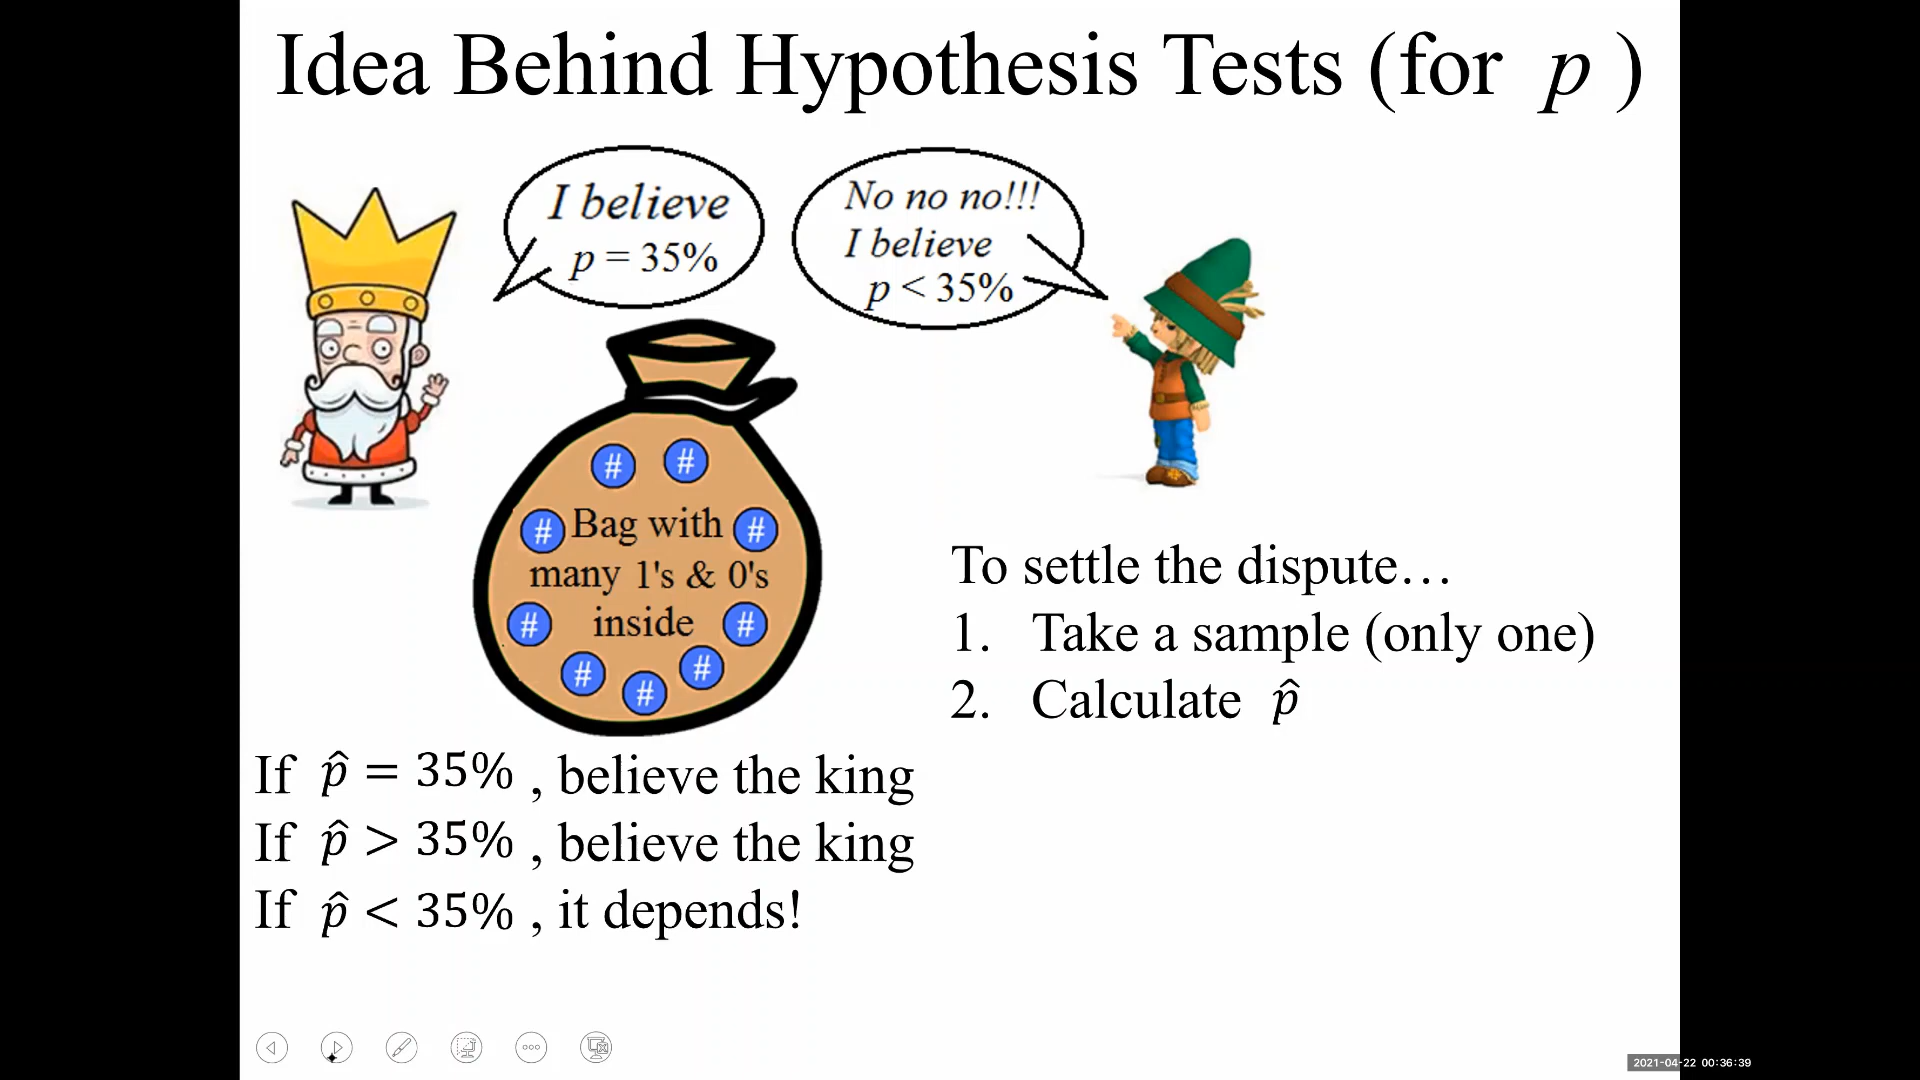 Idea Behind Hypothesis Tests (for p )
I believe
p = 35%
No no no!!!
I believe
p < 35%
# #
# Bag with #
many 1's & 0's
# inside #
# # #
To settle the dispute…
1. Take a sample (only one)
2. Calculate p̂
If p̂ = 35% , believe the king
If p̂ > 35% , believe the king
If p̂ < 35% , it depends!
2021-04-22 00:36:39